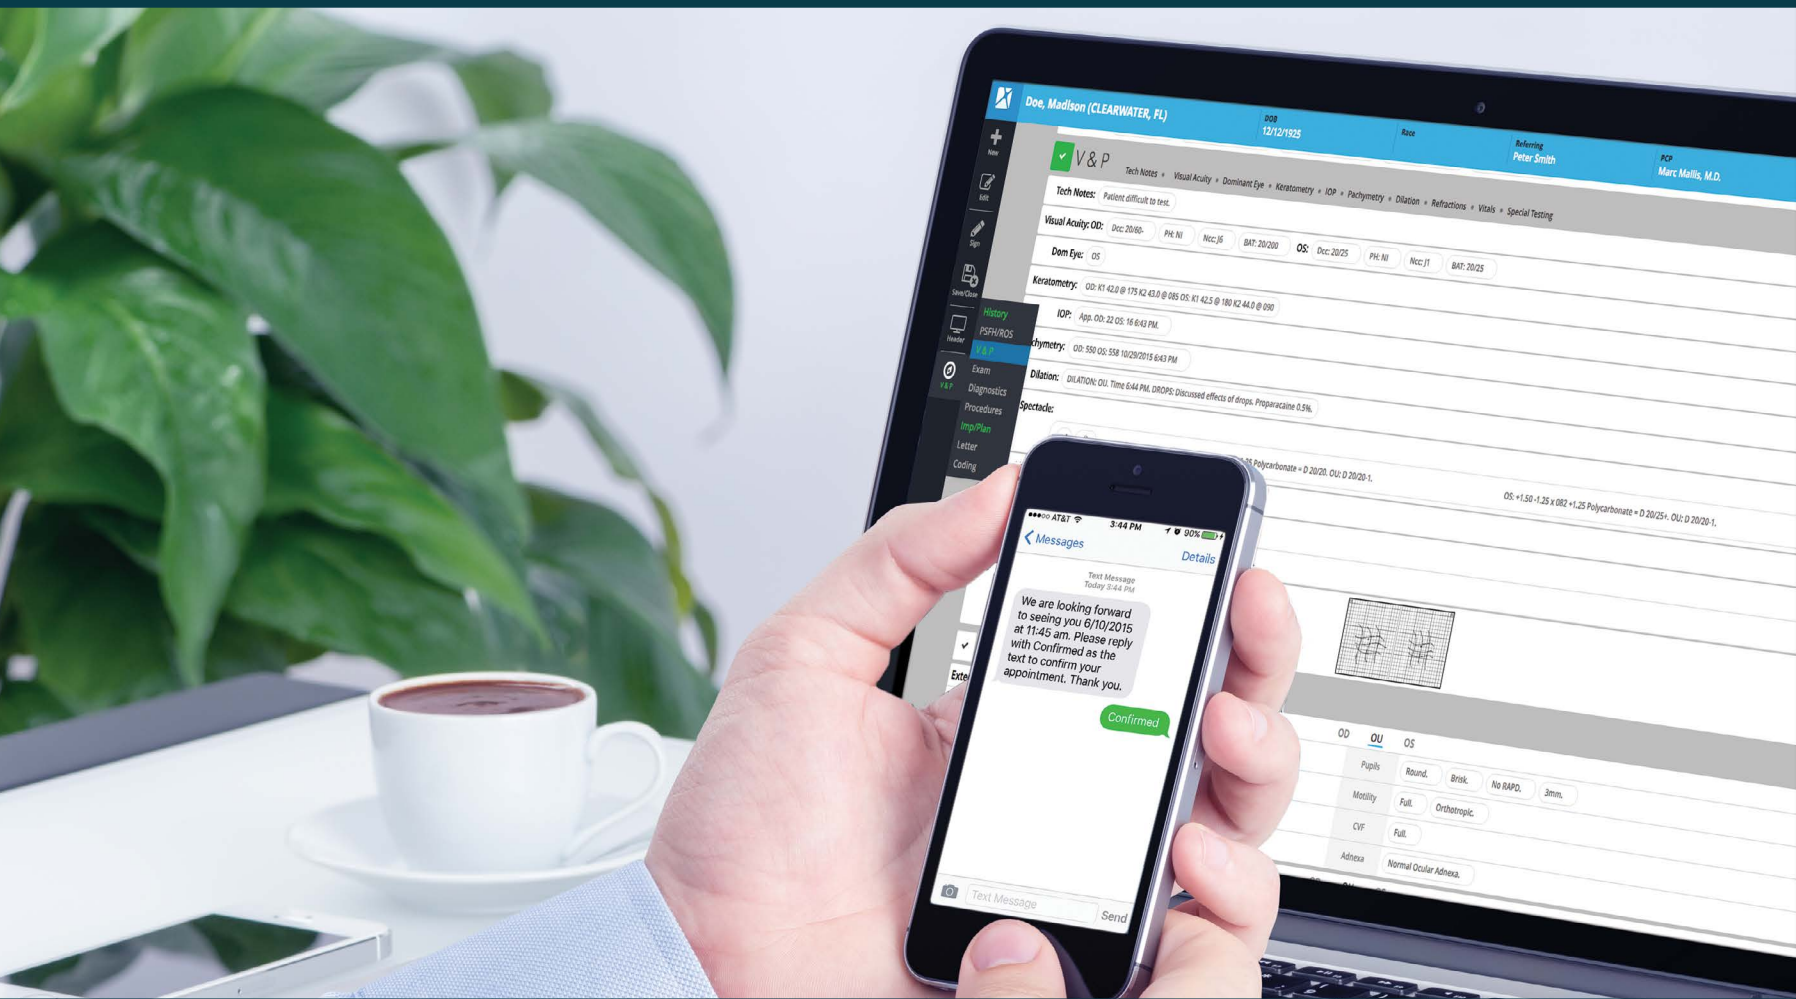 Doe, Madison (CLEARWATER, FL)
DOB
12/12/1925
Race
Referring
Peter Smith
PCP
Marc Mallis, M.D.
New
Edit
Sign
Save/Close
Header
V & P
History
PSFH/ROS
V & P
Exam
Diagnostics
Procedures
Imp/Plan
Letter
Coding
V & P
Tech Notes Visual Acuity Dominant Eye Keratometry IOP Pachymetry Dilation Refractions Vitals Special Testing
Tech Notes: Patient difficult to test.
Visual Acuity: OD: Dcc: 20/60- PH: NI Ncc: J6 BAT: 20/200 OS: Dcc: 20/25 PH: NI Ncc: J1 BAT: 20/25
Dom Eye: OS
Keratometry: OD: K1 42.0 @ 175 K2 43.0 @ 085 OS: K1 42.5 @ 180 K2 44.0 @ 090
IOP: App. OD: 22 OS: 16 6:43 PM.
chymetry: OD: 550 OS: 558 10/29/2015 6:43 PM
Dilation: DILATION: OU. Time 6:44 PM. DROPS: Discussed effects of drops. Proparacaine 0.5%.
Spectacle:
.25 Polycarbonate = D 20/20. OU: D 20/20-1.
OS: +1.50 -1.25 x 082 +1.25 Polycarbonate = D 20/25+. OU: D 20/20-1.
Exte
OD OU OS
Pupils Round. Brisk. No RAPD. 3mm.
Motility Full. Orthotropic.
CVF Full.
Adnexa Normal Ocular Adnexa.
AT&T 3:44 PM 90%
Messages Details
Text Message
Today 3:44 PM
We are looking forward
to seeing you 6/10/2015
at 11:45 am. Please reply
with Confirmed as the
text to confirm your
appointment. Thank you.
Confirmed
Text Message Send